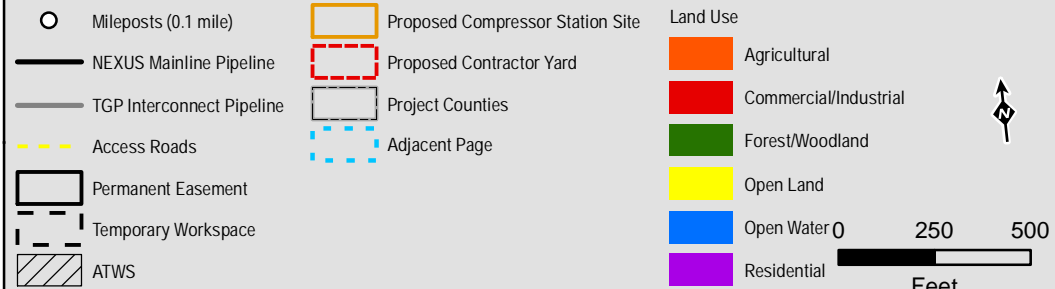 Mileposts (0.1 mile)
NEXUS Mainline Pipeline
TGP Interconnect Pipeline
Access Roads
Permanent Easement
Temporary Workspace
ATWS
Proposed Compressor Station Site
Proposed Contractor Yard
Project Counties
Adjacent Page
Land Use
Agricultural
Commercial/Industrial
Forest/Woodland
Open Land
Open Water
Residential
N
0 250 500
Feet